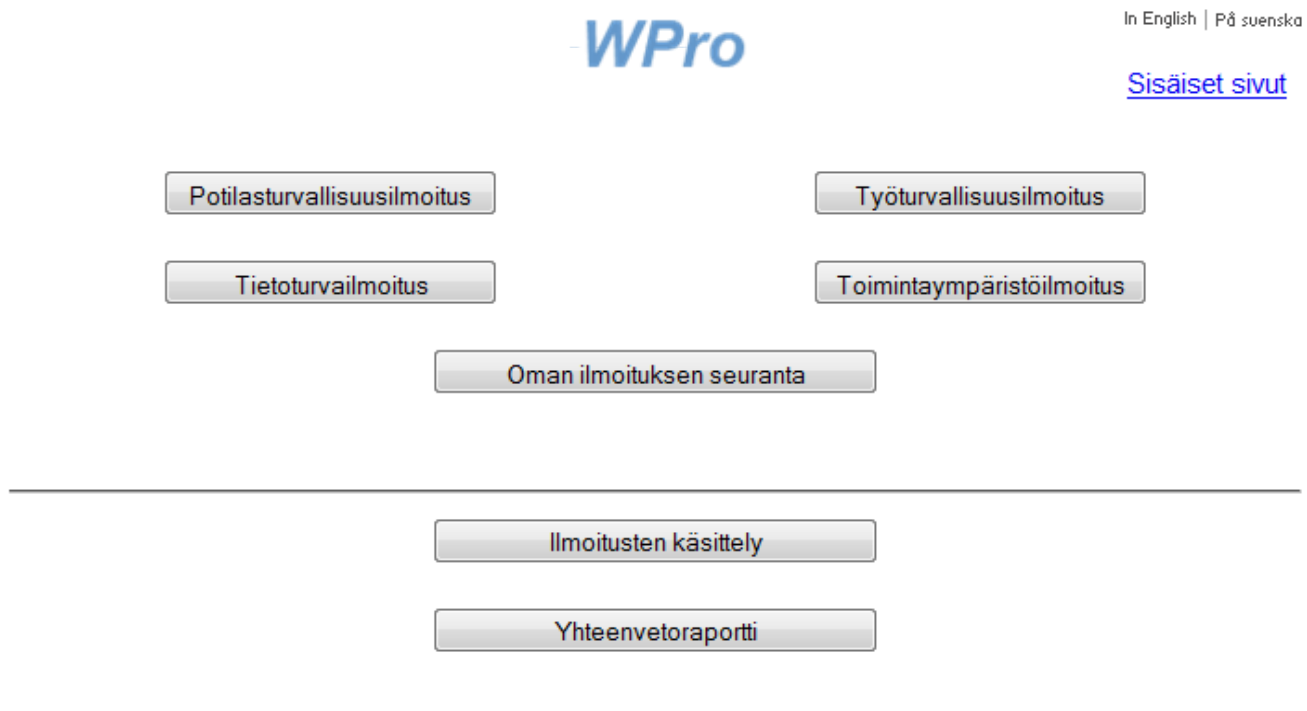 In English | På svenska
WPro
Sisäiset sivut
Potilasturvallisuusilmoitus
Työturvallisuusilmoitus
Tietoturvailmoitus
Toimintaympäristöilmoitus
Oman ilmoituksen seuranta
Ilmoitusten käsittely
Yhteenvetoraportti